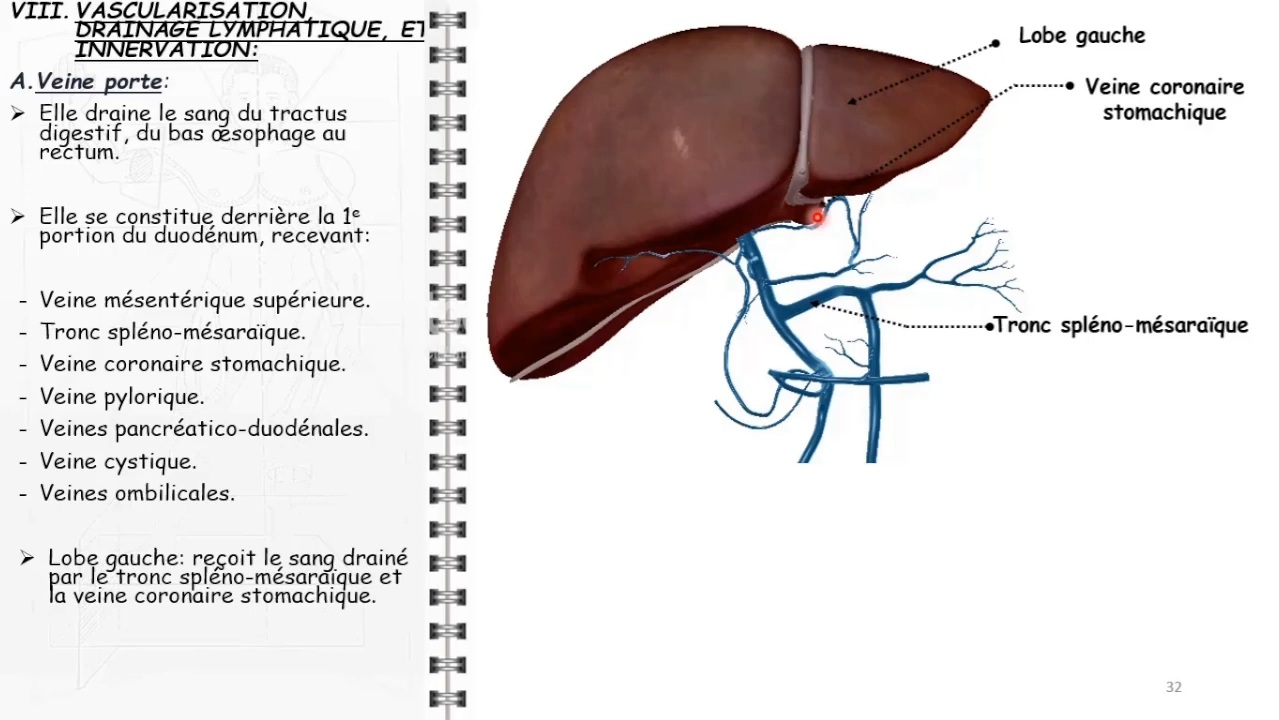 VIII. VASCULARISATION,
DRAINAGE LYMPHATIQUE, ET
INNERVATION:
A. Veine porte:
➢ Elle draine le sang du tractus
digestif, du bas œsophage au
rectum.
➢ Elle se constitue derrière la 1e
portion du duodénum, recevant:
- Veine mésentérique supérieure.
- Tronc spléno-mésaraïque.
- Veine coronaire stomachique.
- Veine pylorique.
- Veines pancréatico-duodénales.
- Veine cystique.
- Veines ombilicales.
➢ Lobe gauche: reçoit le sang drainé
par le tronc spléno-mésaraïque et
la veine coronaire stomachique.
Lobe gauche
Veine coronaire
stomachique
Tronc spléno-mésaraïque
32